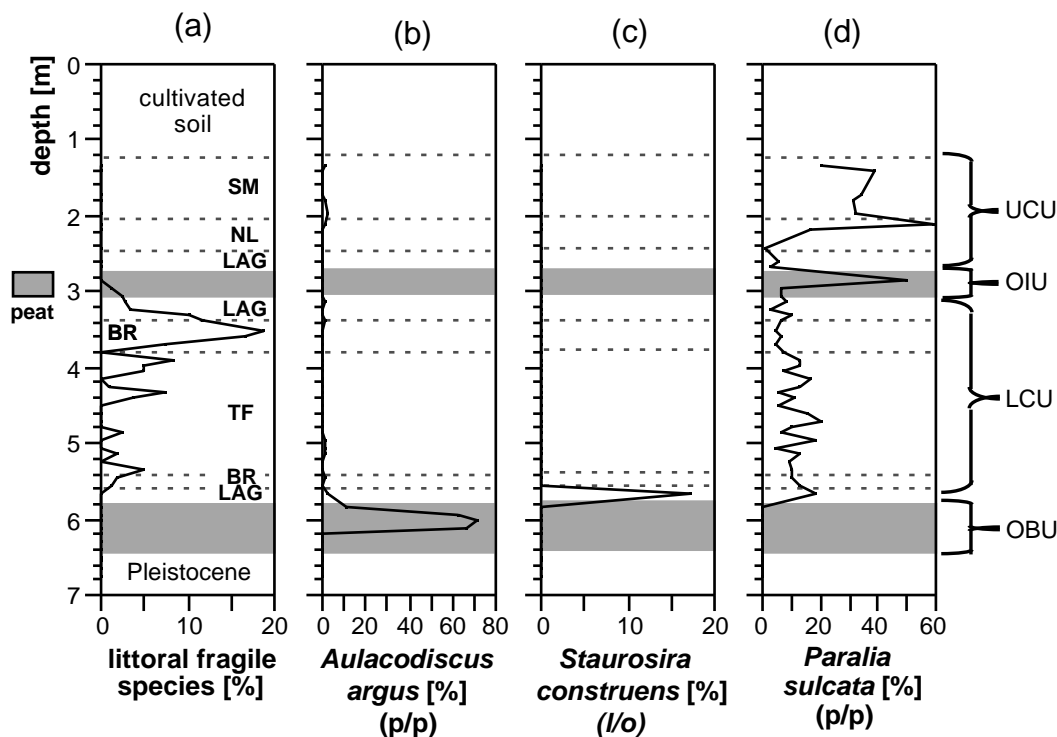 (a)
(b)
(c)
(d)
depth [m]
0
1
2
3
4
5
6
7
peat
cultivated
soil
SM
NL
LAG
LAG
BR
TF
BR
LAG
Pleistocene
UCU
OIU
LCU
OBU
0 10 20
0 20 40 60 80
0 10 20
0 20 40 60
littoral fragile
species [%]
Aulacodiscus
argus [%]
(p/p)
Staurosira
construens [%]
(l/o)
Paralia
sulcata [%]
(p/p)